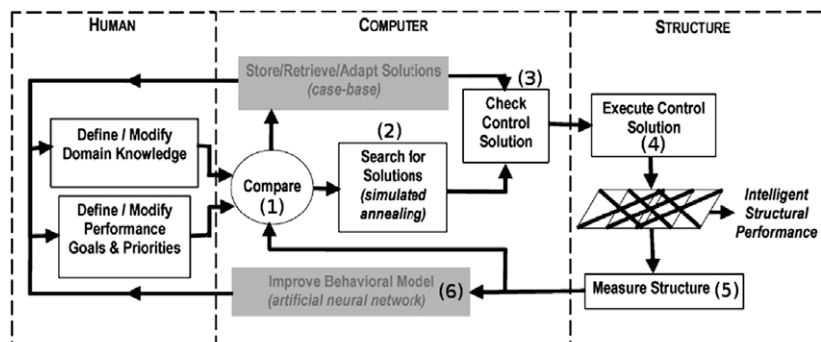 HUMAN
COMPUTER
STRUCTURE
Store/Retrieve/Adapt Solutions
(case-base)
(3)
Check
Control
Solution
Execute Control
Solution
(4)
Define / Modify
Domain Knowledge
(2)
Search for
Solutions
(simulated
annealing)
Compare
(1)
Define / Modify
Performance
Goals & Priorities
Intelligent
Structural
Performance
Improve Behavioral Model
(artificial neural network)
(6)
Measure Structure
(5)